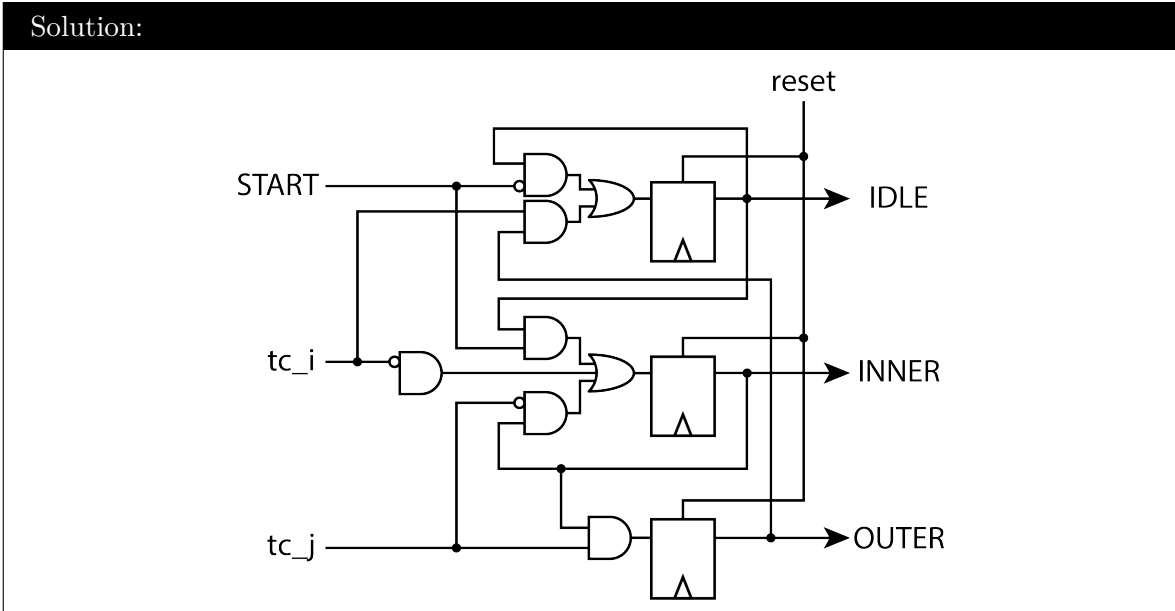 Solution:
reset
START
IDLE
tc_i
INNER
tc_j
OUTER